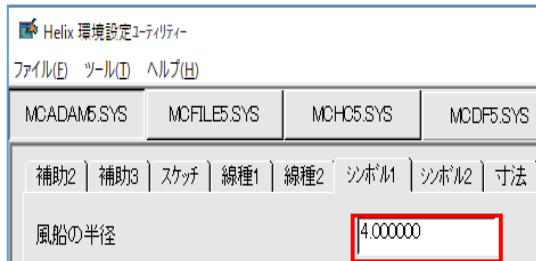 Helix 環境設定ﾕｰﾃｨﾘﾃｨｰ
ファイル(F) ツール(T) ヘルプ(H)
MCADAM5.SYS MCFILE5.SYS MCHC5.SYS MCDF5.SYS
補助2 補助3 ｽｹｯﾁ 線種1 線種2 ｼﾝﾎﾞﾙ1 ｼﾝﾎﾞﾙ2 寸法
風船の半径 4.000000